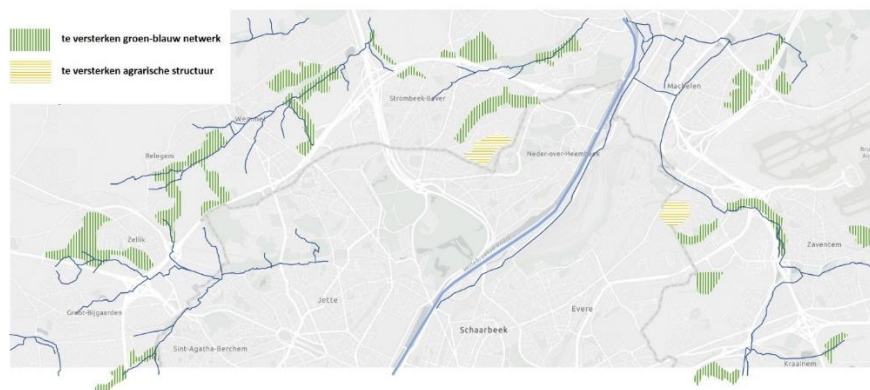 te versterken groen-blauw netwerk
te versterken agrarische structuur
Strombeek-Bever
Machelen
Wemmel
Relegem
Neder-over-Heembeek
Zellik
Zaventem
Groot-Bijgaarden
Jette
Evere
Schaarbeek
Sint-Agatha-Berchem
Kraainem